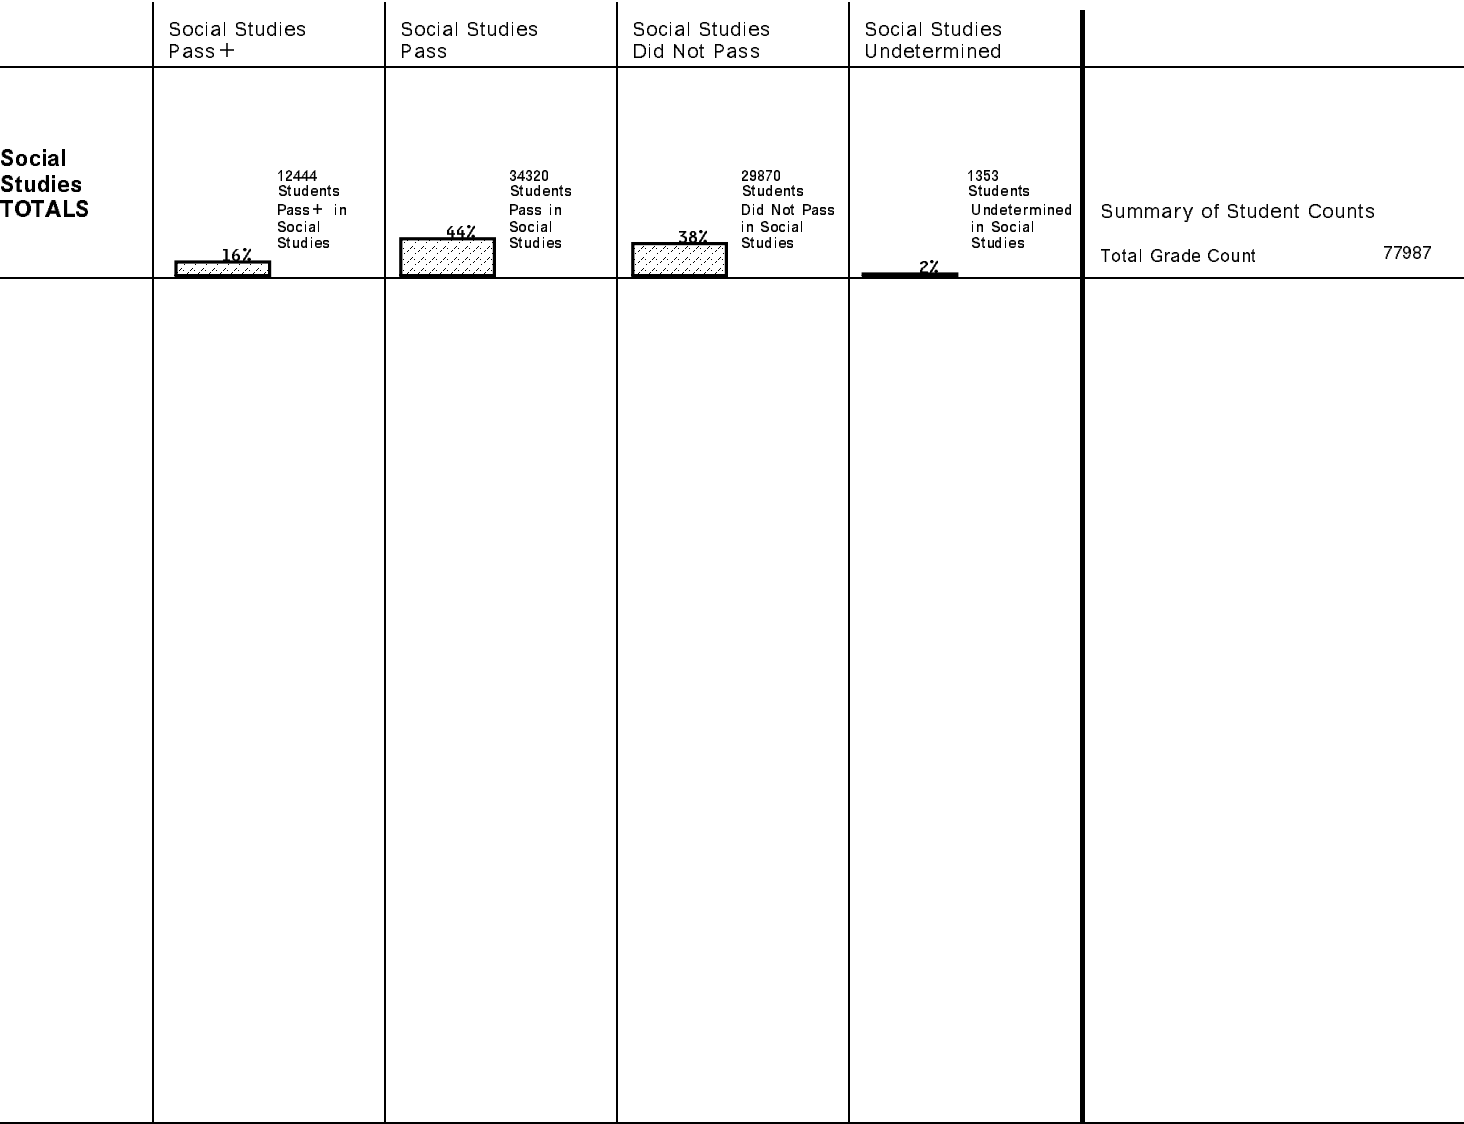 Social Studies
Pass+
Social Studies
Pass
Social Studies
Did Not Pass
Social Studies
Undetermined
Social
Studies
TOTALS
16%
12444
Students
Pass+ in
Social
Studies
44%
34320
Students
Pass in
Social
Studies
38%
29870
Students
Did Not Pass
in Social
Studies
2%
1353
Students
Undetermined
in Social
Studies
Summary of Student Counts
Total Grade Count 77987